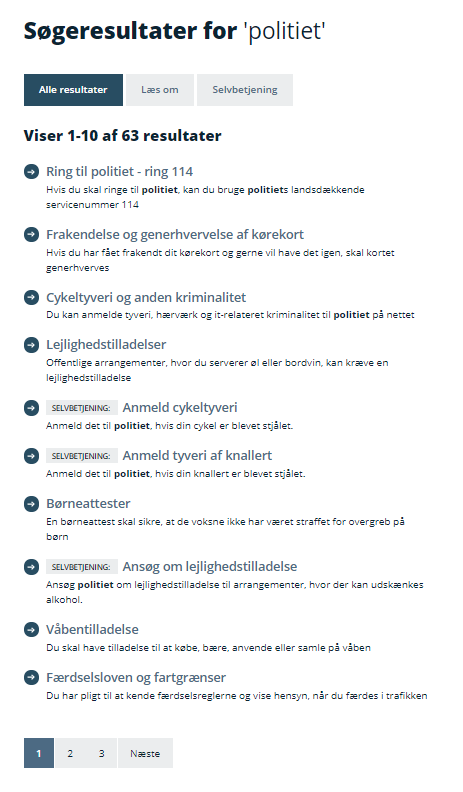 Søgeresultater for 'politiet'
Alle resultater
Læs om
Selvbetjening
Viser 1-10 af 63 resultater
Ring til politiet - ring 114
Hvis du skal ringe til politiet, kan du bruge politiets landsdækkende
servicenummer 114
Frakendelse og generhvervelse af kørekort
Hvis du har fået frakendt dit kørekort og gerne vil have det igen, skal kortet
generhverves
Cykeltyveri og anden kriminalitet
Du kan anmelde tyveri, hærværk og it-relateret kriminalitet til politiet på nettet
Lejlighedstilladelser
Offentlige arrangementer, hvor du serverer øl eller bordvin, kan kræve en
lejlighedstilladelse
SELVBETJENING: Anmeld cykeltyveri
Anmeld det til politiet, hvis din cykel er blevet stjålet.
SELVBETJENING: Anmeld tyveri af knallert
Anmeld det til politiet, hvis din knallert er blevet stjålet.
Børneattester
En børneattest skal sikre, at de voksne ikke har været straffet for overgreb på
børn
SELVBETJENING: Ansøg om lejlighedstilladelse
Ansøg politiet om lejlighedstilladelse til arrangementer, hvor der kan udskænkes
alkohol.
Våbentilladelse
Du skal have tilladelse til at købe, bære, anvende eller samle på våben
Færdselsloven og fartgrænser
Du har pligt til at kende færdselsreglerne og vise hensyn, når du færdes i trafikken
1 2 3 Næste